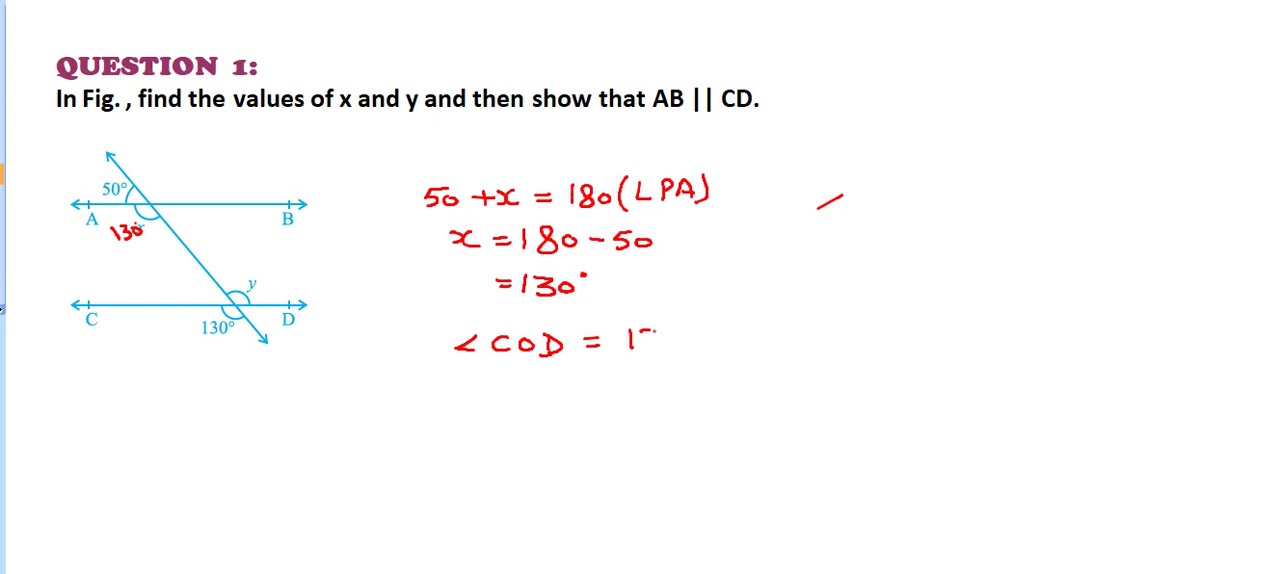 QUESTION 1:
In Fig. , find the values of x and y and then show that AB || CD.
50°
A
B
130°
y
C
130°
D
50 + x = 180 (LPA)
x = 180 - 50
= 130°
< COD = 1